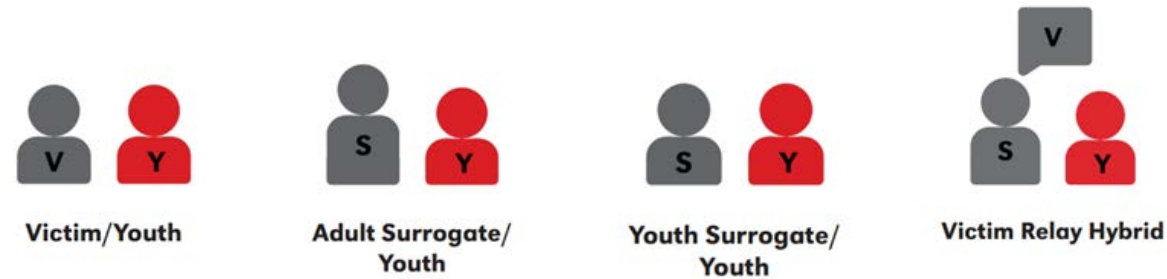 V
V Y
S Y
S Y
S Y
Victim/Youth
Adult Surrogate/
Youth
Youth Surrogate/
Youth
Victim Relay Hybrid